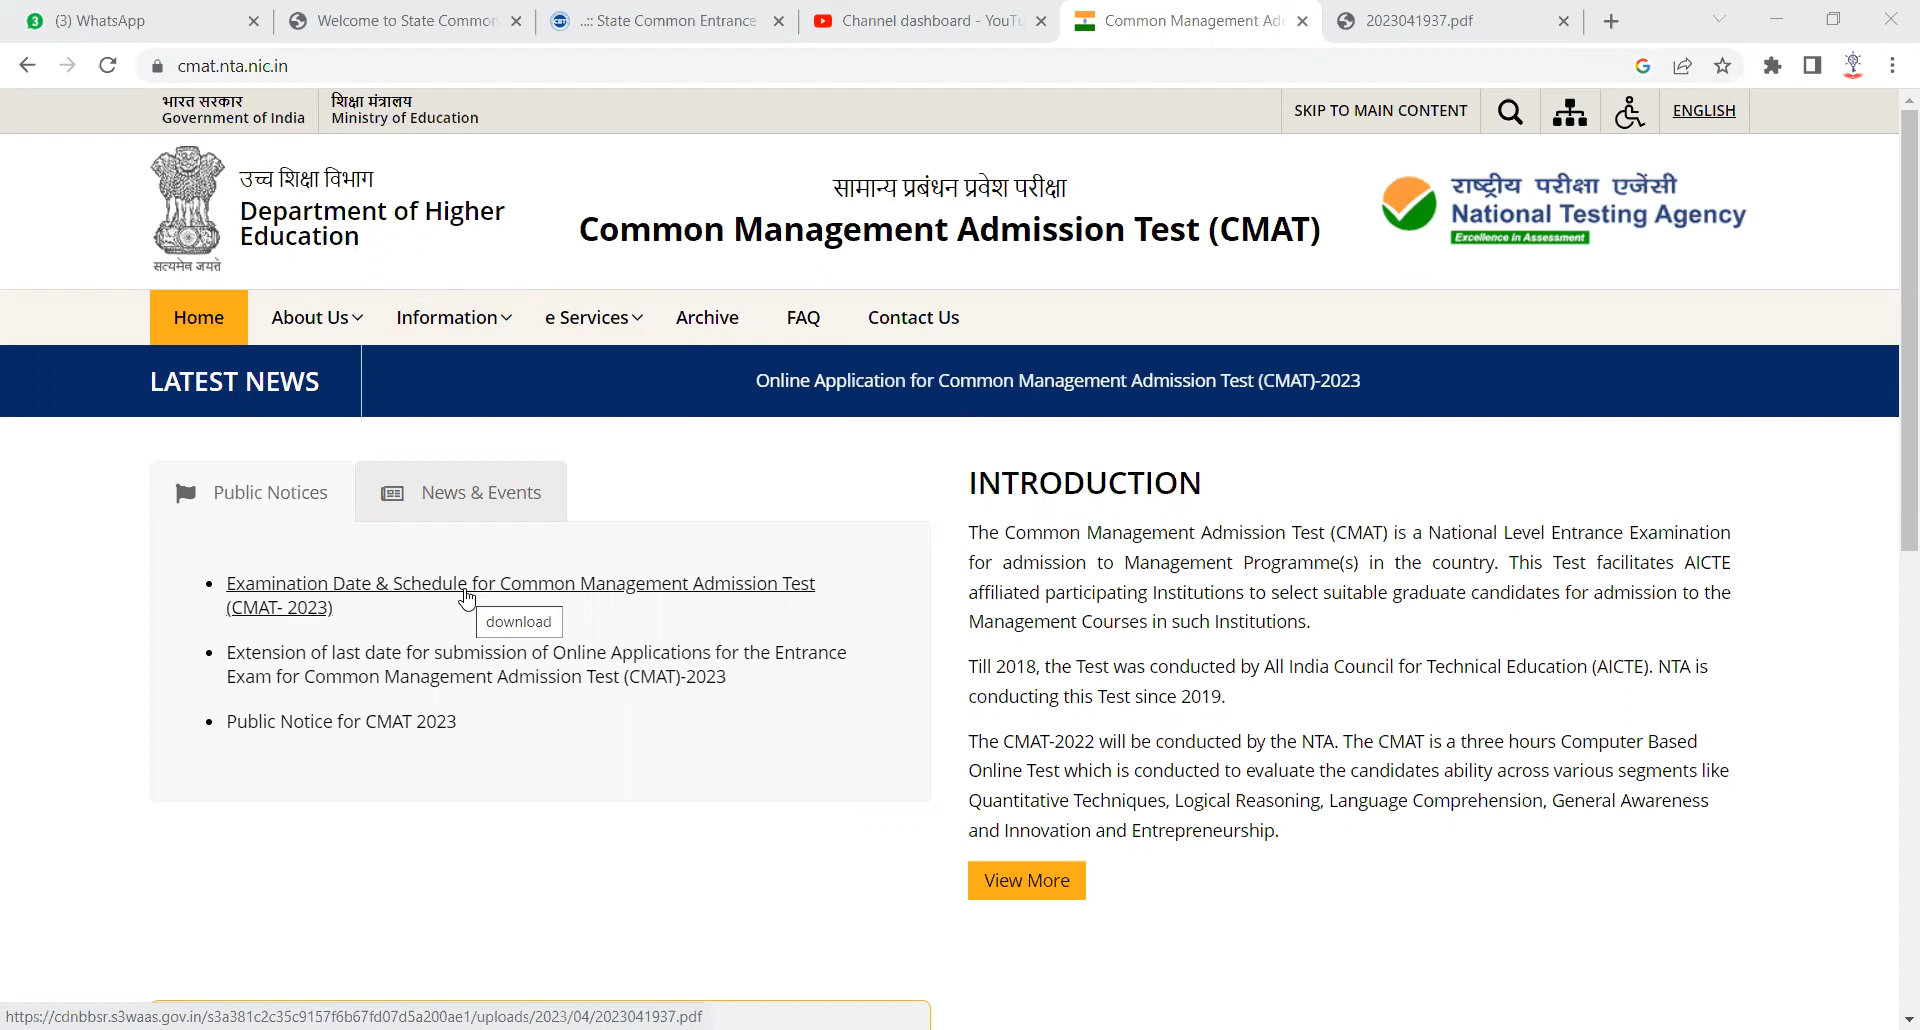 (3) WhatsApp
Welcome to State Common
..:: State Common Entrance
Channel dashboard - YouTu
Common Management Adm
2023041937.pdf
cmat.nta.nic.in
भारत सरकार
Government of India
शिक्षा मंत्रालय
Ministry of Education
SKIP TO MAIN CONTENT
ENGLISH
सत्यमेव जयते
उच्च शिक्षा विभाग
Department of Higher
Education
सामान्य प्रबंधन प्रवेश परीक्षा
Common Management Admission Test (CMAT)
राष्ट्रीय परीक्षा एजेंसी
National Testing Agency
Excellence in Assessment
Home
About Us
Information
e Services
Archive
FAQ
Contact Us
LATEST NEWS
Online Application for Common Management Admission Test (CMAT)-2023
Public Notices
News & Events
Examination Date & Schedule for Common Management Admission Test
(CMAT- 2023)
download
Extension of last date for submission of Online Applications for the Entrance
Exam for Common Management Admission Test (CMAT)-2023
Public Notice for CMAT 2023
INTRODUCTION
The Common Management Admission Test (CMAT) is a National Level Entrance Examination
for admission to Management Programme(s) in the country. This Test facilitates AICTE
affiliated participating Institutions to select suitable graduate candidates for admission to the
Management Courses in such Institutions.
Till 2018, the Test was conducted by All India Council for Technical Education (AICTE). NTA is
conducting this Test since 2019.
The CMAT-2022 will be conducted by the NTA. The CMAT is a three hours Computer Based
Online Test which is conducted to evaluate the candidates ability across various segments like
Quantitative Techniques, Logical Reasoning, Language Comprehension, General Awareness
and Innovation and Entrepreneurship.
View More
https://cdnbbsr.s3waas.gov.in/s3a381c2c35c9157f6b67fd07d5a200ae1/uploads/2023/04/2023041937.pdf